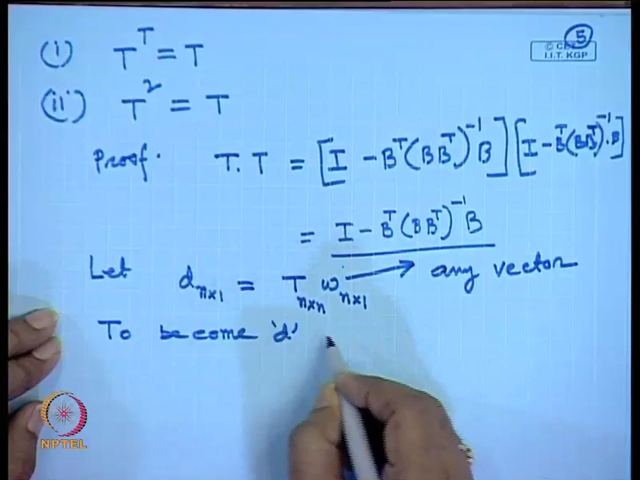 5
© CET
I.I.T. KGP
(i) T^T = T
(ii) T^2 = T
Proof. T.T = [I - B^T(BB^T)^-1 B] [I - B^T(BB^T)^-1.B]
= I - B^T(BB^T)^-1 B
Let d_n×1 = T_n×n w_n×1 → any vector
To become 'd'
NPTEL